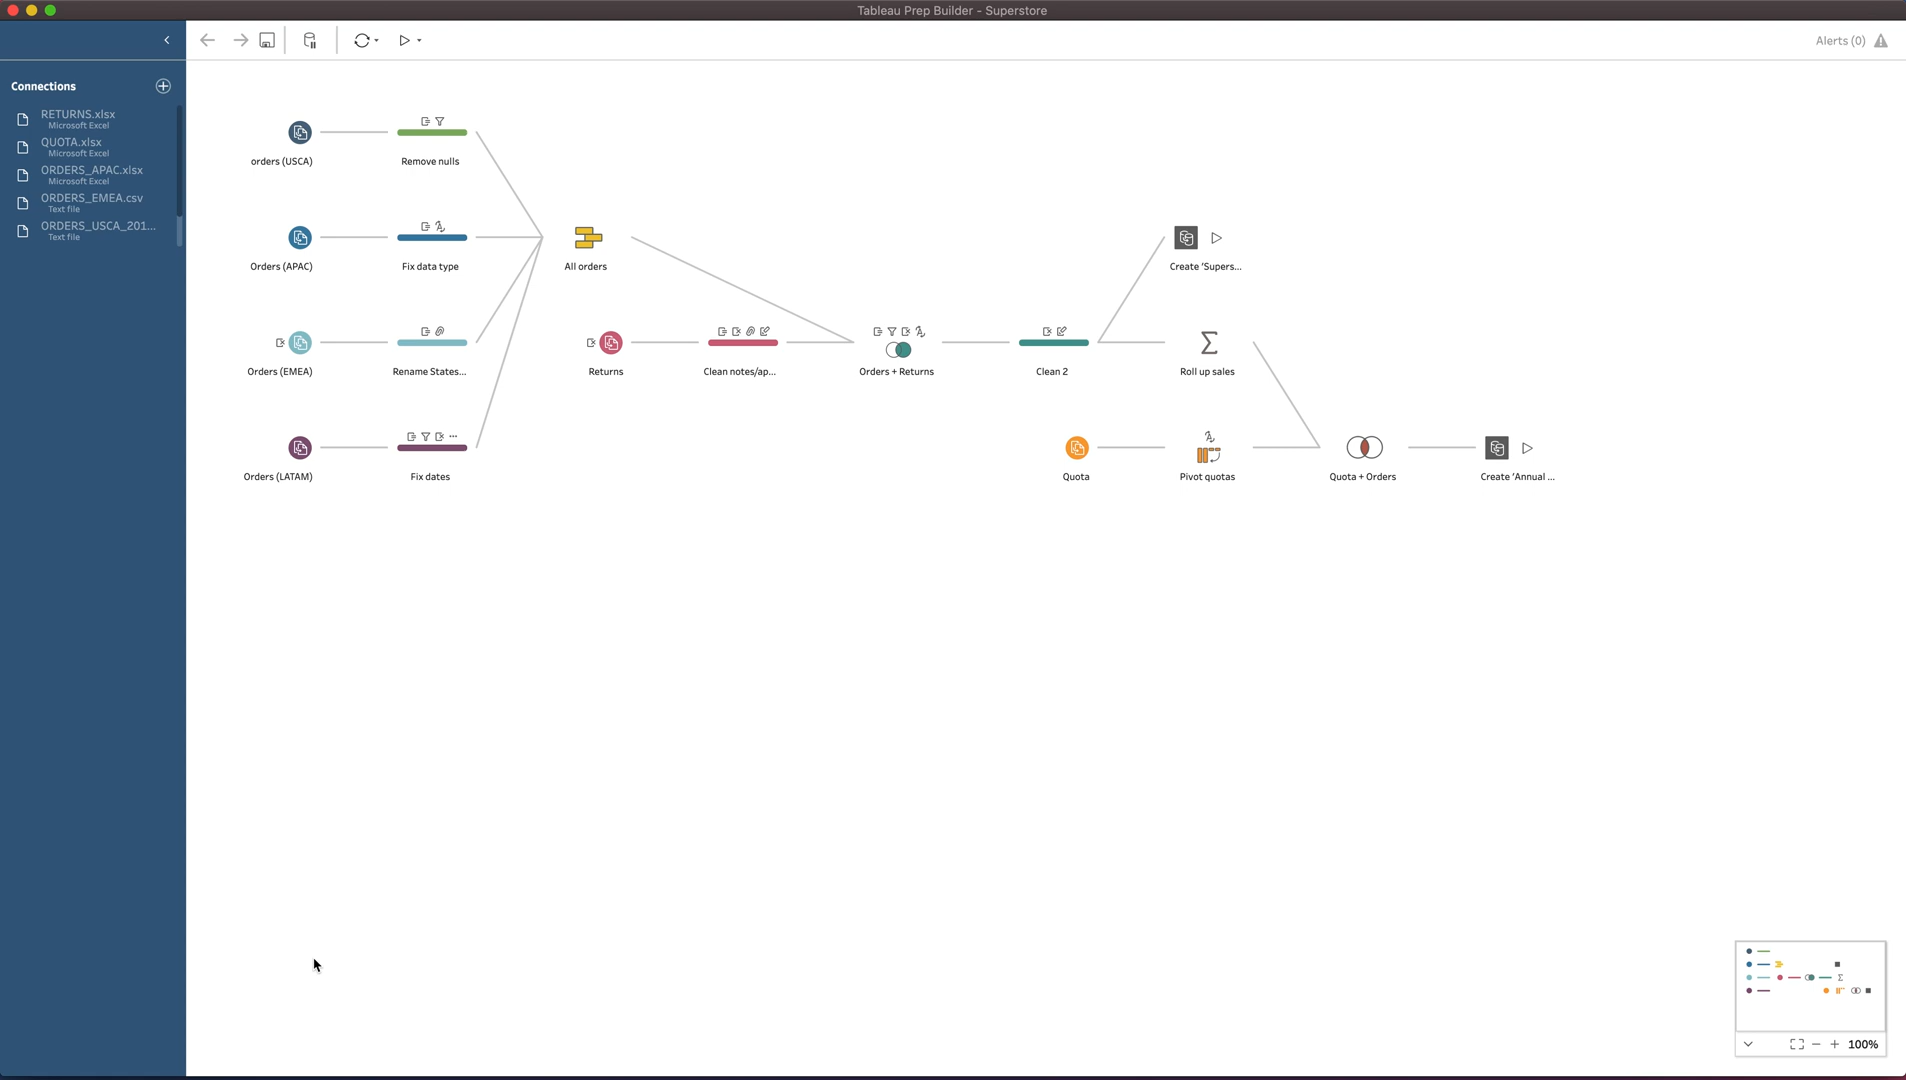 Tableau Prep Builder - Superstore
Alerts (0)
Connections
RETURNS.xlsx
Microsoft Excel
QUOTA.xlsx
Microsoft Excel
ORDERS_APAC.xlsx
Microsoft Excel
ORDERS_EMEA.csv
Text file
ORDERS_USCA_201...
Text file
orders (USCA)
Remove nulls
Orders (APAC)
Fix data type
All orders
Create 'Supers...
Orders (EMEA)
Rename States...
Returns
Clean notes/ap...
Orders + Returns
Clean 2
Roll up sales
Orders (LATAM)
Fix dates
Quota
Pivot quotas
Quota + Orders
Create 'Annual ...
100%